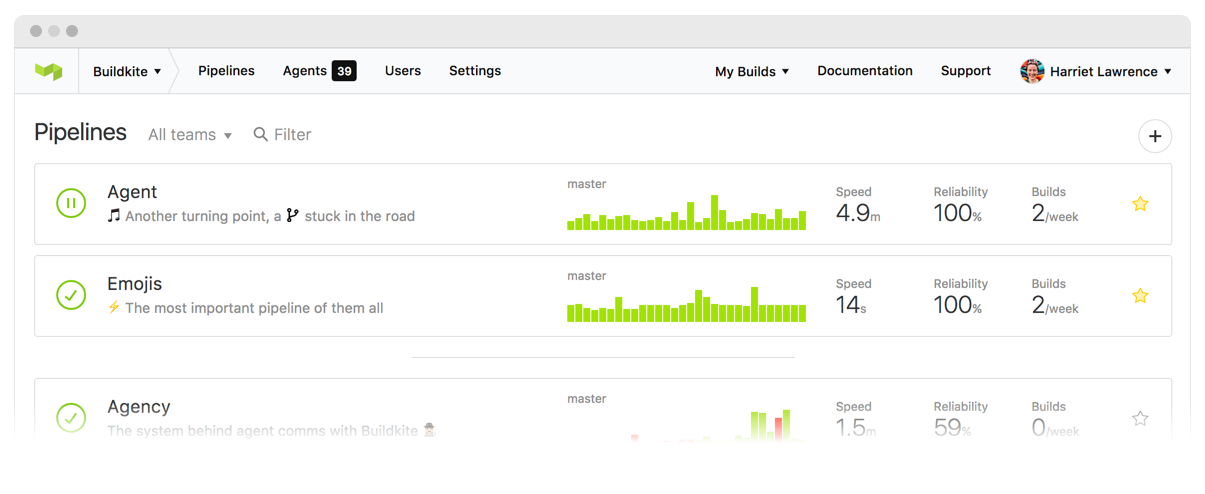 Buildkite Pipelines Agents 39 Users Settings My Builds Documentation Support Harriet Lawrence
Pipelines All teams Filter
Agent
Another turning point, a stuck in the road
master
Speed
4.9m
Reliability
100%
Builds
2/week
Emojis
The most important pipeline of them all
master
Speed
14s
Reliability
100%
Builds
2/week
Agency
The system behind agent comms with Buildkite
master
Speed
1.5m
Reliability
59%
Builds
0/week